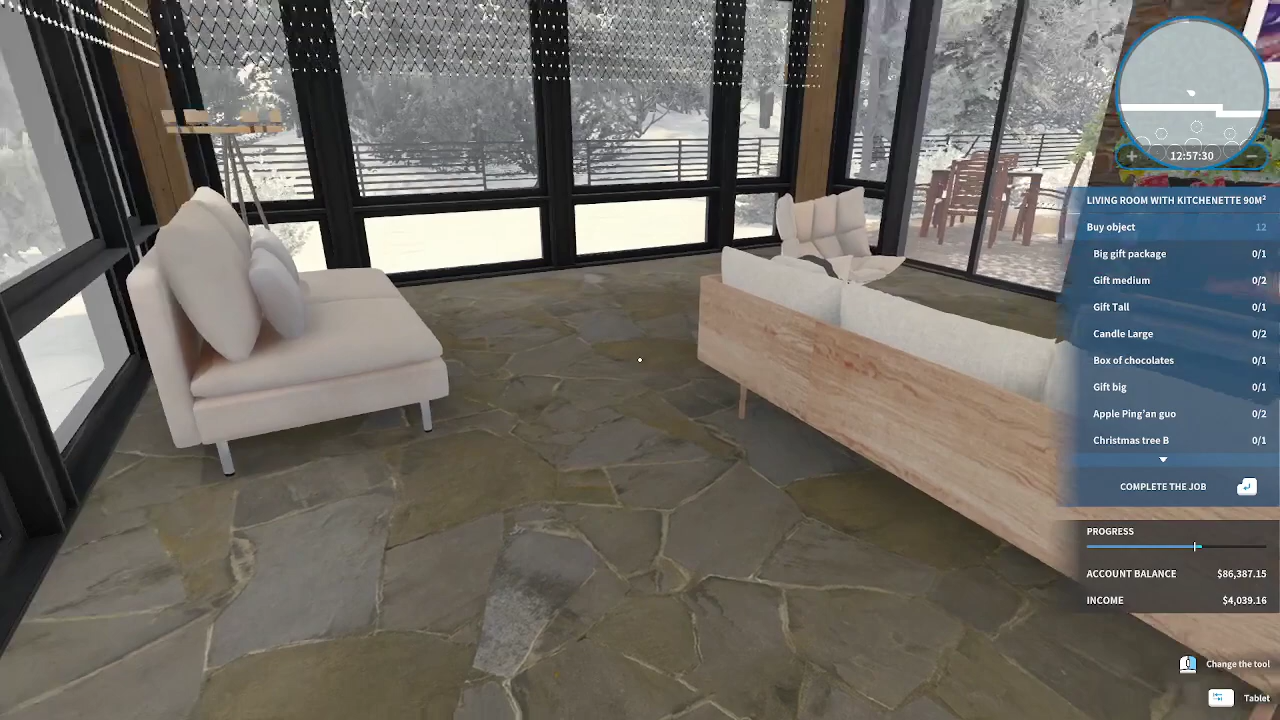 12:57:30
LIVING ROOM WITH KITCHENETTE 90M²
Buy object 12
Big gift package 0/1
Gift medium 0/2
Gift Tall 0/1
Candle Large 0/2
Box of chocolates 0/1
Gift big 0/1
Apple Ping'an guo 0/2
Christmas tree B 0/1
COMPLETE THE JOB
PROGRESS
ACCOUNT BALANCE $86,387.15
INCOME $4,039.16
Change the tool
Tablet